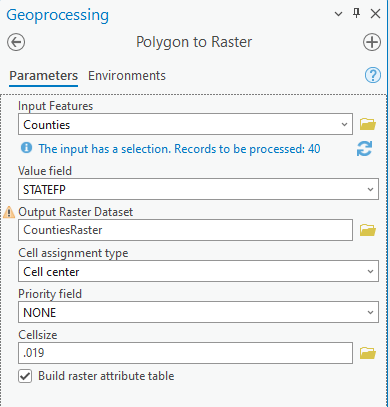 Geoprocessing
Polygon to Raster
Parameters Environments
Input Features
Counties
The input has a selection. Records to be processed: 40
Value field
STATEFP
Output Raster Dataset
CountiesRaster
Cell assignment type
Cell center
Priority field
NONE
Cellsize
.019
Build raster attribute table